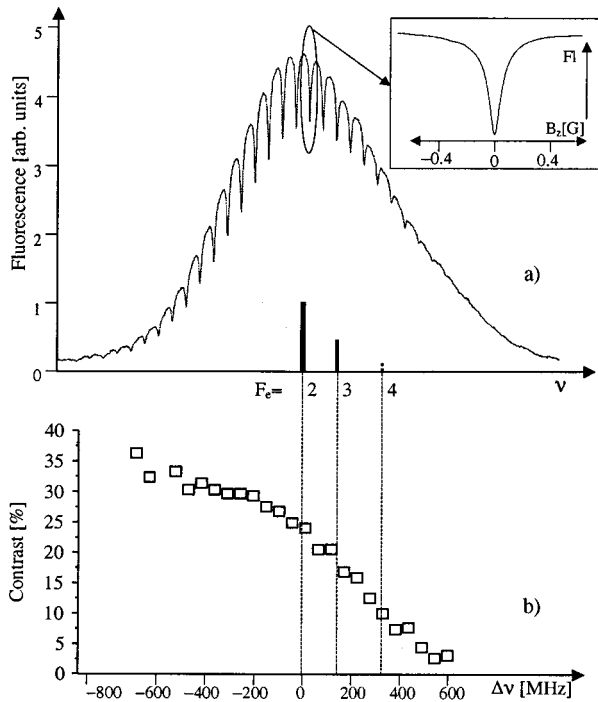 5
4
3
2
1
0
Fluorescence [arb. units]
Fl
B_z[G]
−0.4 0 0.4
a)
F_e= 2 3 4
ν
40
35
30
25
20
15
10
5
0
Contrast [%]
b)
−800 −600 −400 −200 0 200 400 600 Δν [MHz]